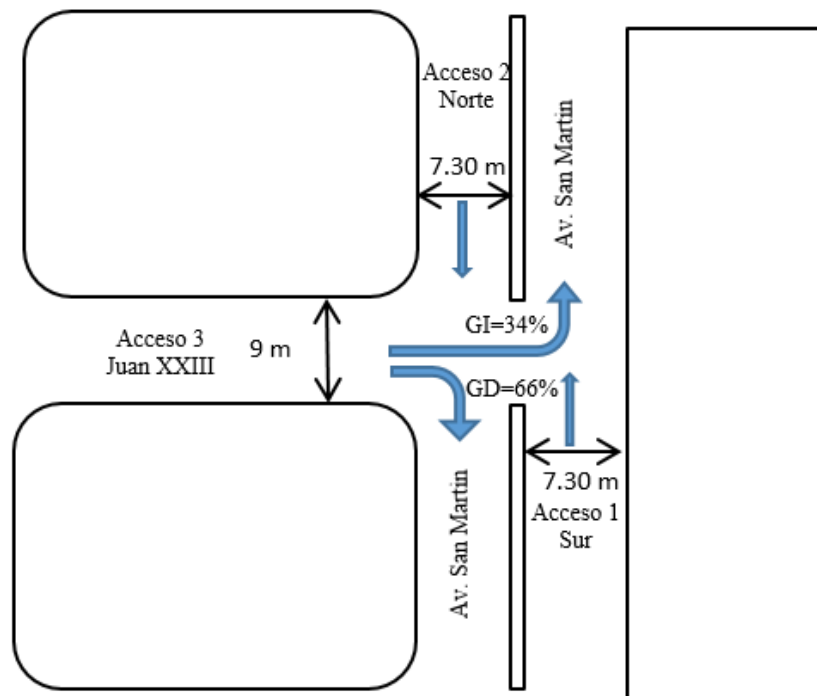 Acceso 2
Norte
7.30 m
Av. San Martin
GI=34%
Acceso 3
Juan XXIII
9 m
GD=66%
Av. San Martin
7.30 m
Acceso 1
Sur